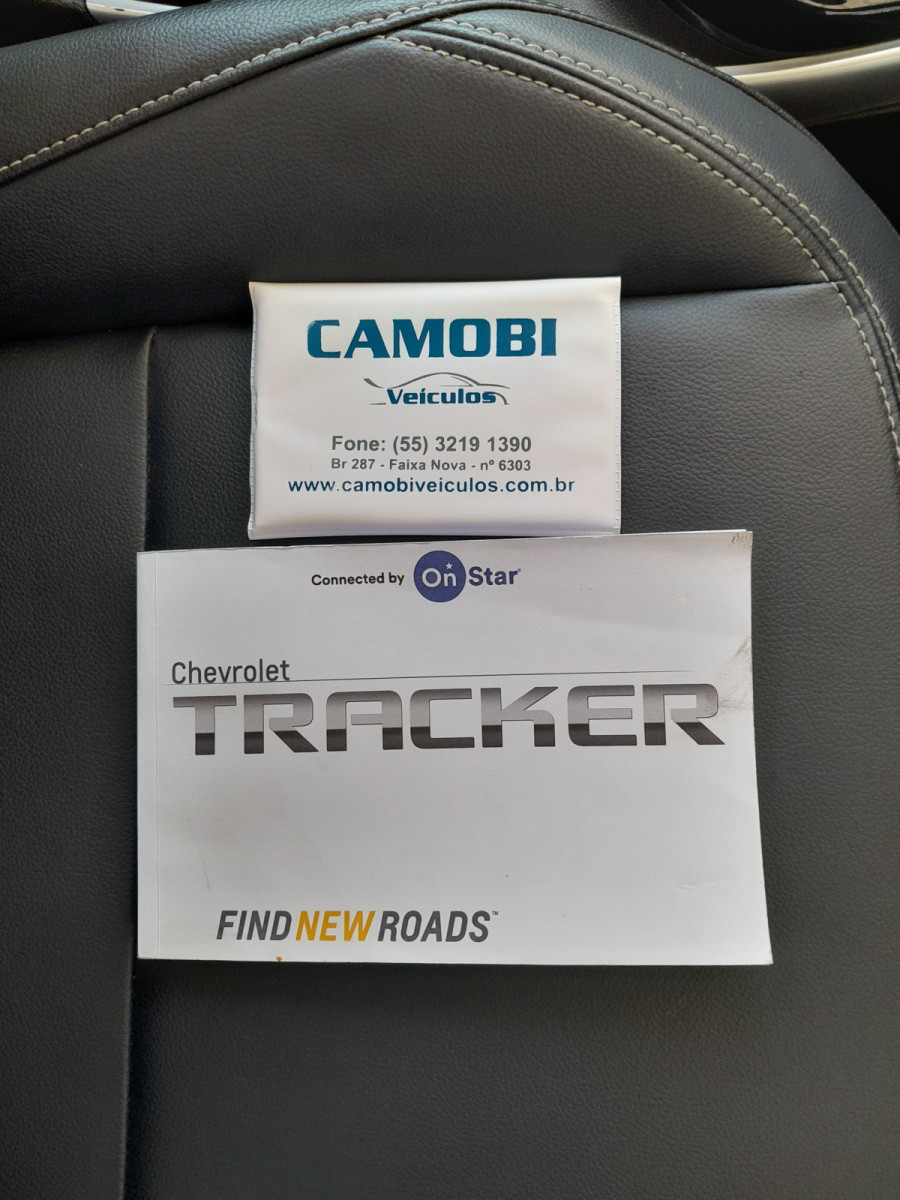 CAMOBI
Veículos
Fone: (55) 3219 1390
Br 287 - Faixa Nova - nº 6303
www.camobiveiculos.com.br
Connected by OnStar®
Chevrolet
TRACKER
FIND NEW ROADS™